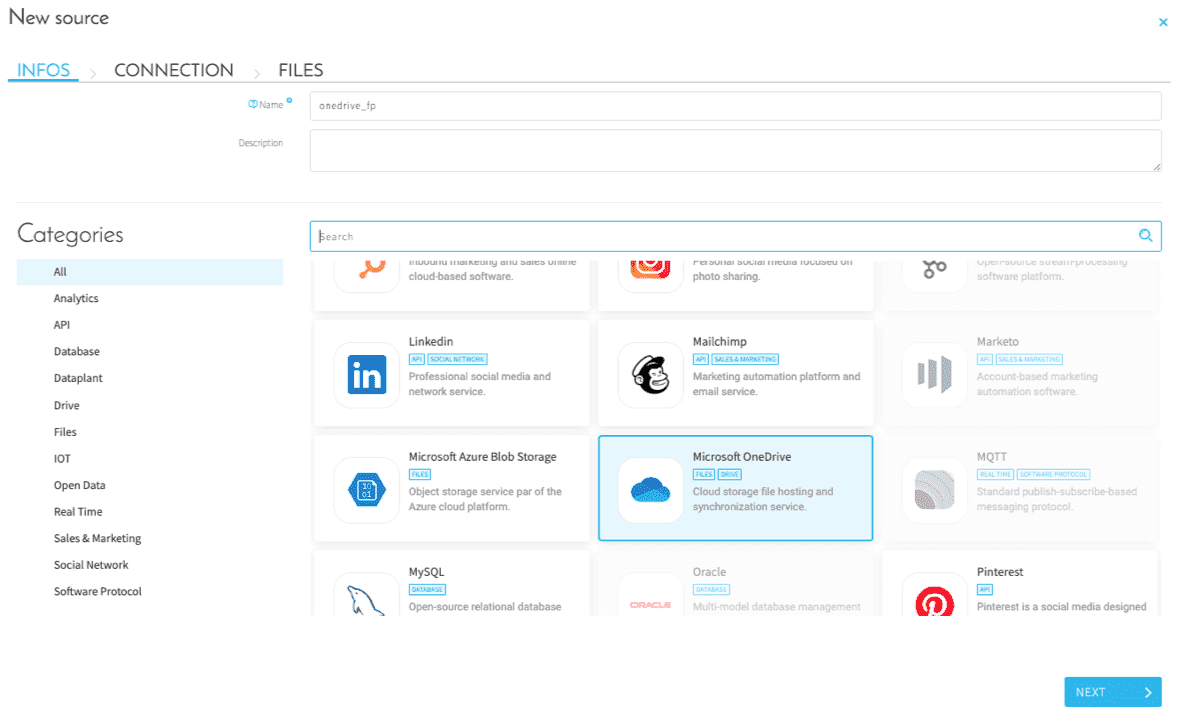 New source
×
INFOS
CONNECTION
FILES
Name
onedrive_fp
Description
Categories
Search
All
Analytics
API
Database
Dataplant
Drive
Files
IOT
Open Data
Real Time
Sales & Marketing
Social Network
Software Protocol
Inbound marketing and sales online
cloud-based software.
Personal social media focused on
photo sharing.
Open-source stream-processing
software platform.
Linkedin
API SOCIAL NETWORK
Professional social media and
network service.
in
Mailchimp
API SALES & MARKETING
Marketing automation platform and
email service.
Marketo
API SALES & MARKETING
Account-based marketing
automation software.
Microsoft Azure Blob Storage
FILES
Object storage service par of the
Azure cloud platform.
10
01
Microsoft OneDrive
FILES DRIVE
Cloud storage file hosting and
synchronization service.
MQTT
REAL TIME SOFTWARE PROTOCOL
Standard publish-subscribe-based
messaging protocol.
MySQL
DATABASE
Open-source relational database
Oracle
DATABASE
Multi-model database management
ORACLE
Pinterest
API
Pinterest is a social media designed
NEXT